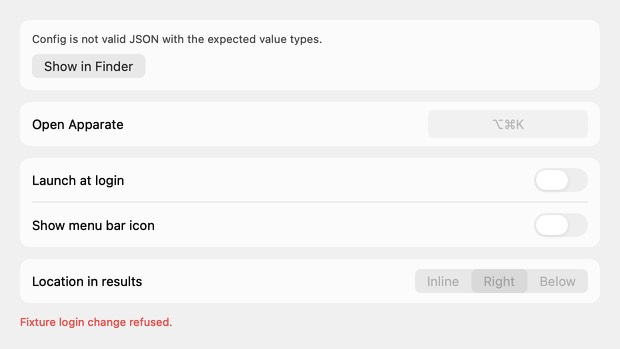 Config is not valid JSON with the expected value types.
Show in Finder
Open Apparate
⌥⌘K
Launch at login
Show menu bar icon
Location in results
Inline
Right
Below
Fixture login change refused.